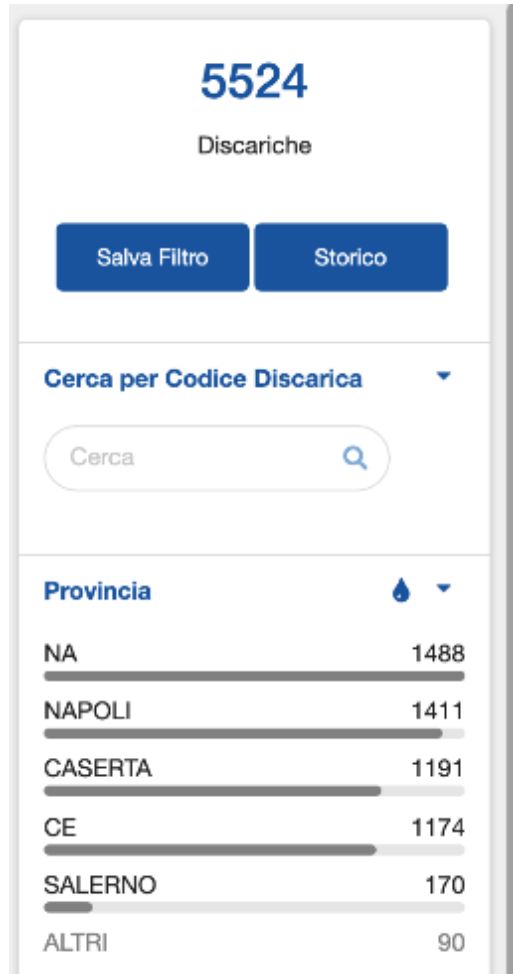 5524
Discariche
Salva Filtro Storico
Cerca per Codice Discarica
Cerca
Provincia
NA 1488
NAPOLI 1411
CASERTA 1191
CE 1174
SALERNO 170
ALTRI 90